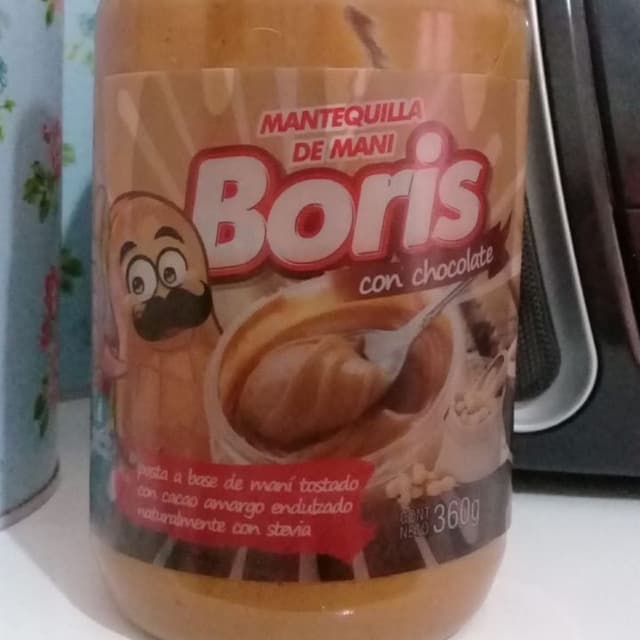 MANTEQUILLA
DE MANI
Boris
con chocolate
pasta a base de maní tostado
con cacao amargo endulzado
naturalmente con stevia
CONT
NETO 360g